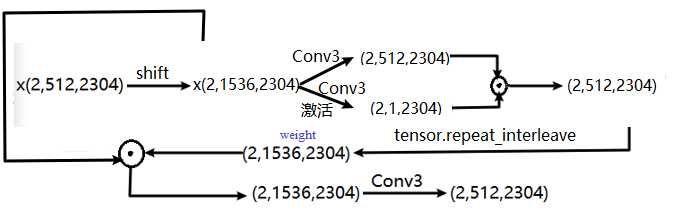 x(2,512,2304) shift x(2,1536,2304) Conv3 (2,512,2304)
Conv3
激活 (2,1,2304)
(2,512,2304)
weight
tensor.repeat_interleave
(2,1536,2304)
(2,1536,2304) Conv3 (2,512,2304)